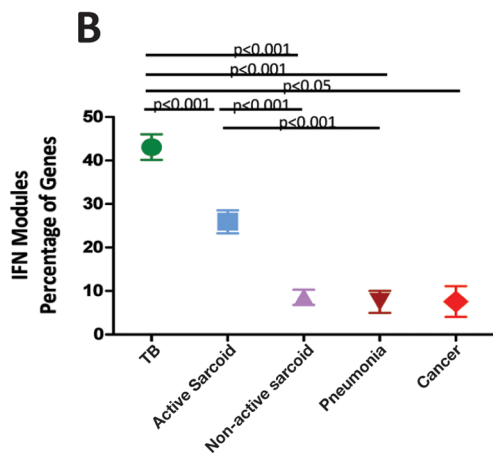 B
p<0.001
p<0.001
p<0.05
p<0.001 p<0.001
p<0.001
IFN Modules
Percentage of Genes
50
40
30
20
10
0
TB
Active Sarcoid
Non-active sarcoid
Pneumonia
Cancer